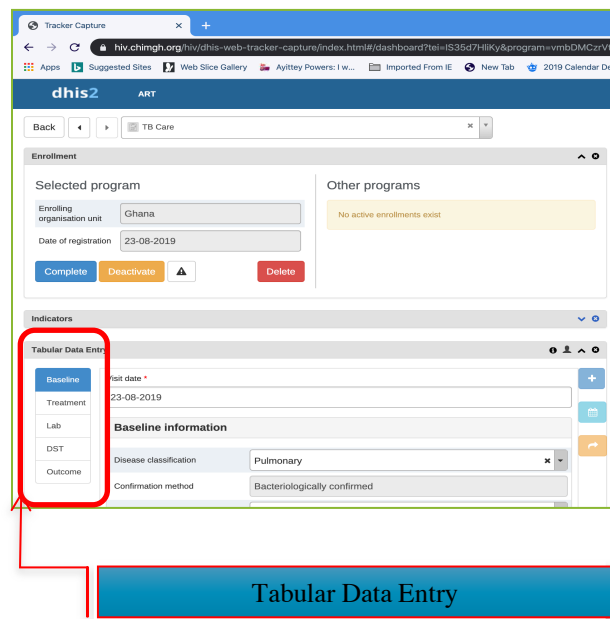 Tracker Capture
hiv.chimgh.org/hiv/dhis-web-tracker-capture/index.html#/dashboard?tei=IS35d7HliKy&program=vmbDMCzrV
Apps Suggested Sites Web Slice Gallery Ayittey Powers: I w... Imported From IE New Tab 2019 Calendar De
dhis2 ART
Back TB Care
Enrollment
Selected program Other programs
Enrolling
organisation unit Ghana
No active enrollments exist
Date of registration 23-08-2019
Complete Deactivate Delete
Indicators
Tabular Data Entry
Baseline
Treatment
Lab
DST
Outcome
Visit date *
23-08-2019
Baseline information
Disease classification Pulmonary
Confirmation method Bacteriologically confirmed
Tabular Data Entry